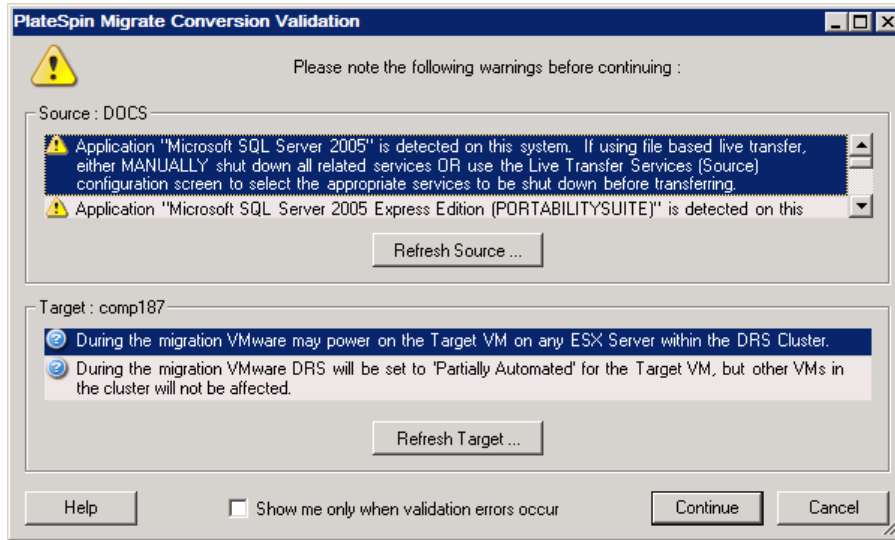 PlateSpin Migrate Conversion Validation
Please note the following warnings before continuing :
Source : DOCS
Application "Microsoft SQL Server 2005" is detected on this system. If using file based live transfer,
either MANUALLY shut down all related services OR use the Live Transfer Services (Source)
configuration screen to select the appropriate services to be shut down before transferring.
Application "Microsoft SQL Server 2005 Express Edition (PORTABILITYSUITE)" is detected on this
Refresh Source ...
Target : comp187
During the migration VMware may power on the Target VM on any ESX Server within the DRS Cluster.
During the migration VMware DRS will be set to 'Partially Automated' for the Target VM, but other VMs in
the cluster will not be affected.
Refresh Target ...
Help
Show me only when validation errors occur
Continue
Cancel